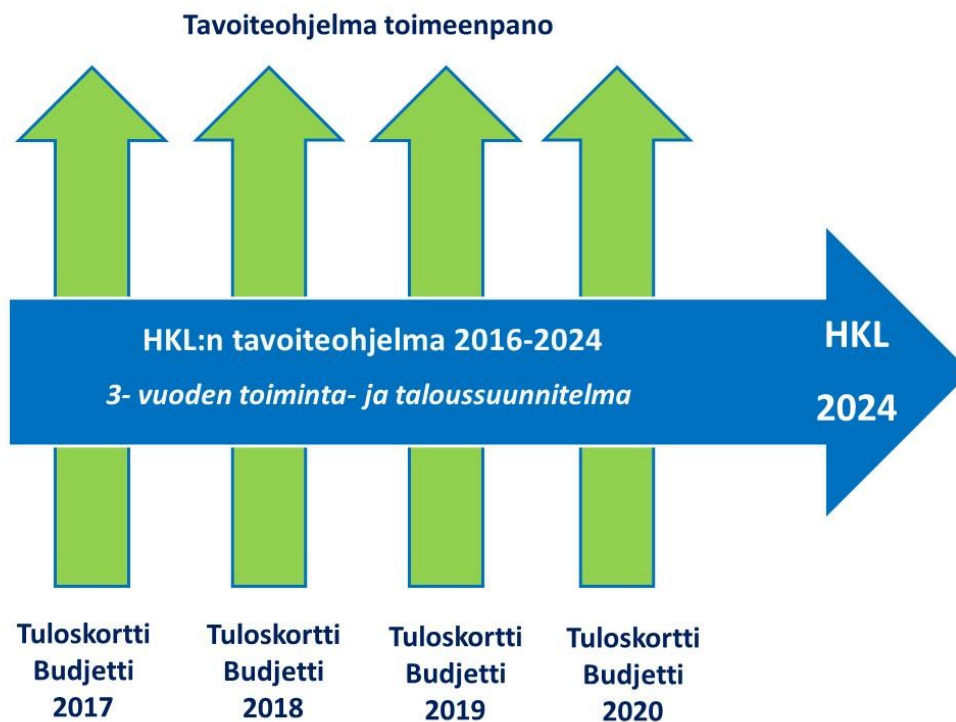 Tavoiteohjelma toimeenpano
HKL:n tavoiteohjelma 2016-2024
3- vuoden toiminta- ja taloussuunnitelma
HKL
2024
Tuloskortti
Budjetti
2017
Tuloskortti
Budjetti
2018
Tuloskortti
Budjetti
2019
Tuloskortti
Budjetti
2020